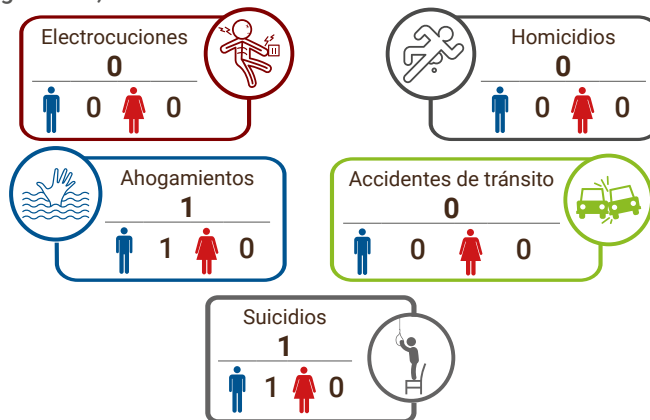 Electrocuciones
0
0 0
Homicidios
0
0 0
Ahogamientos
1
1 0
Accidentes de tránsito
0
0 0
Suicidios
1
1 0